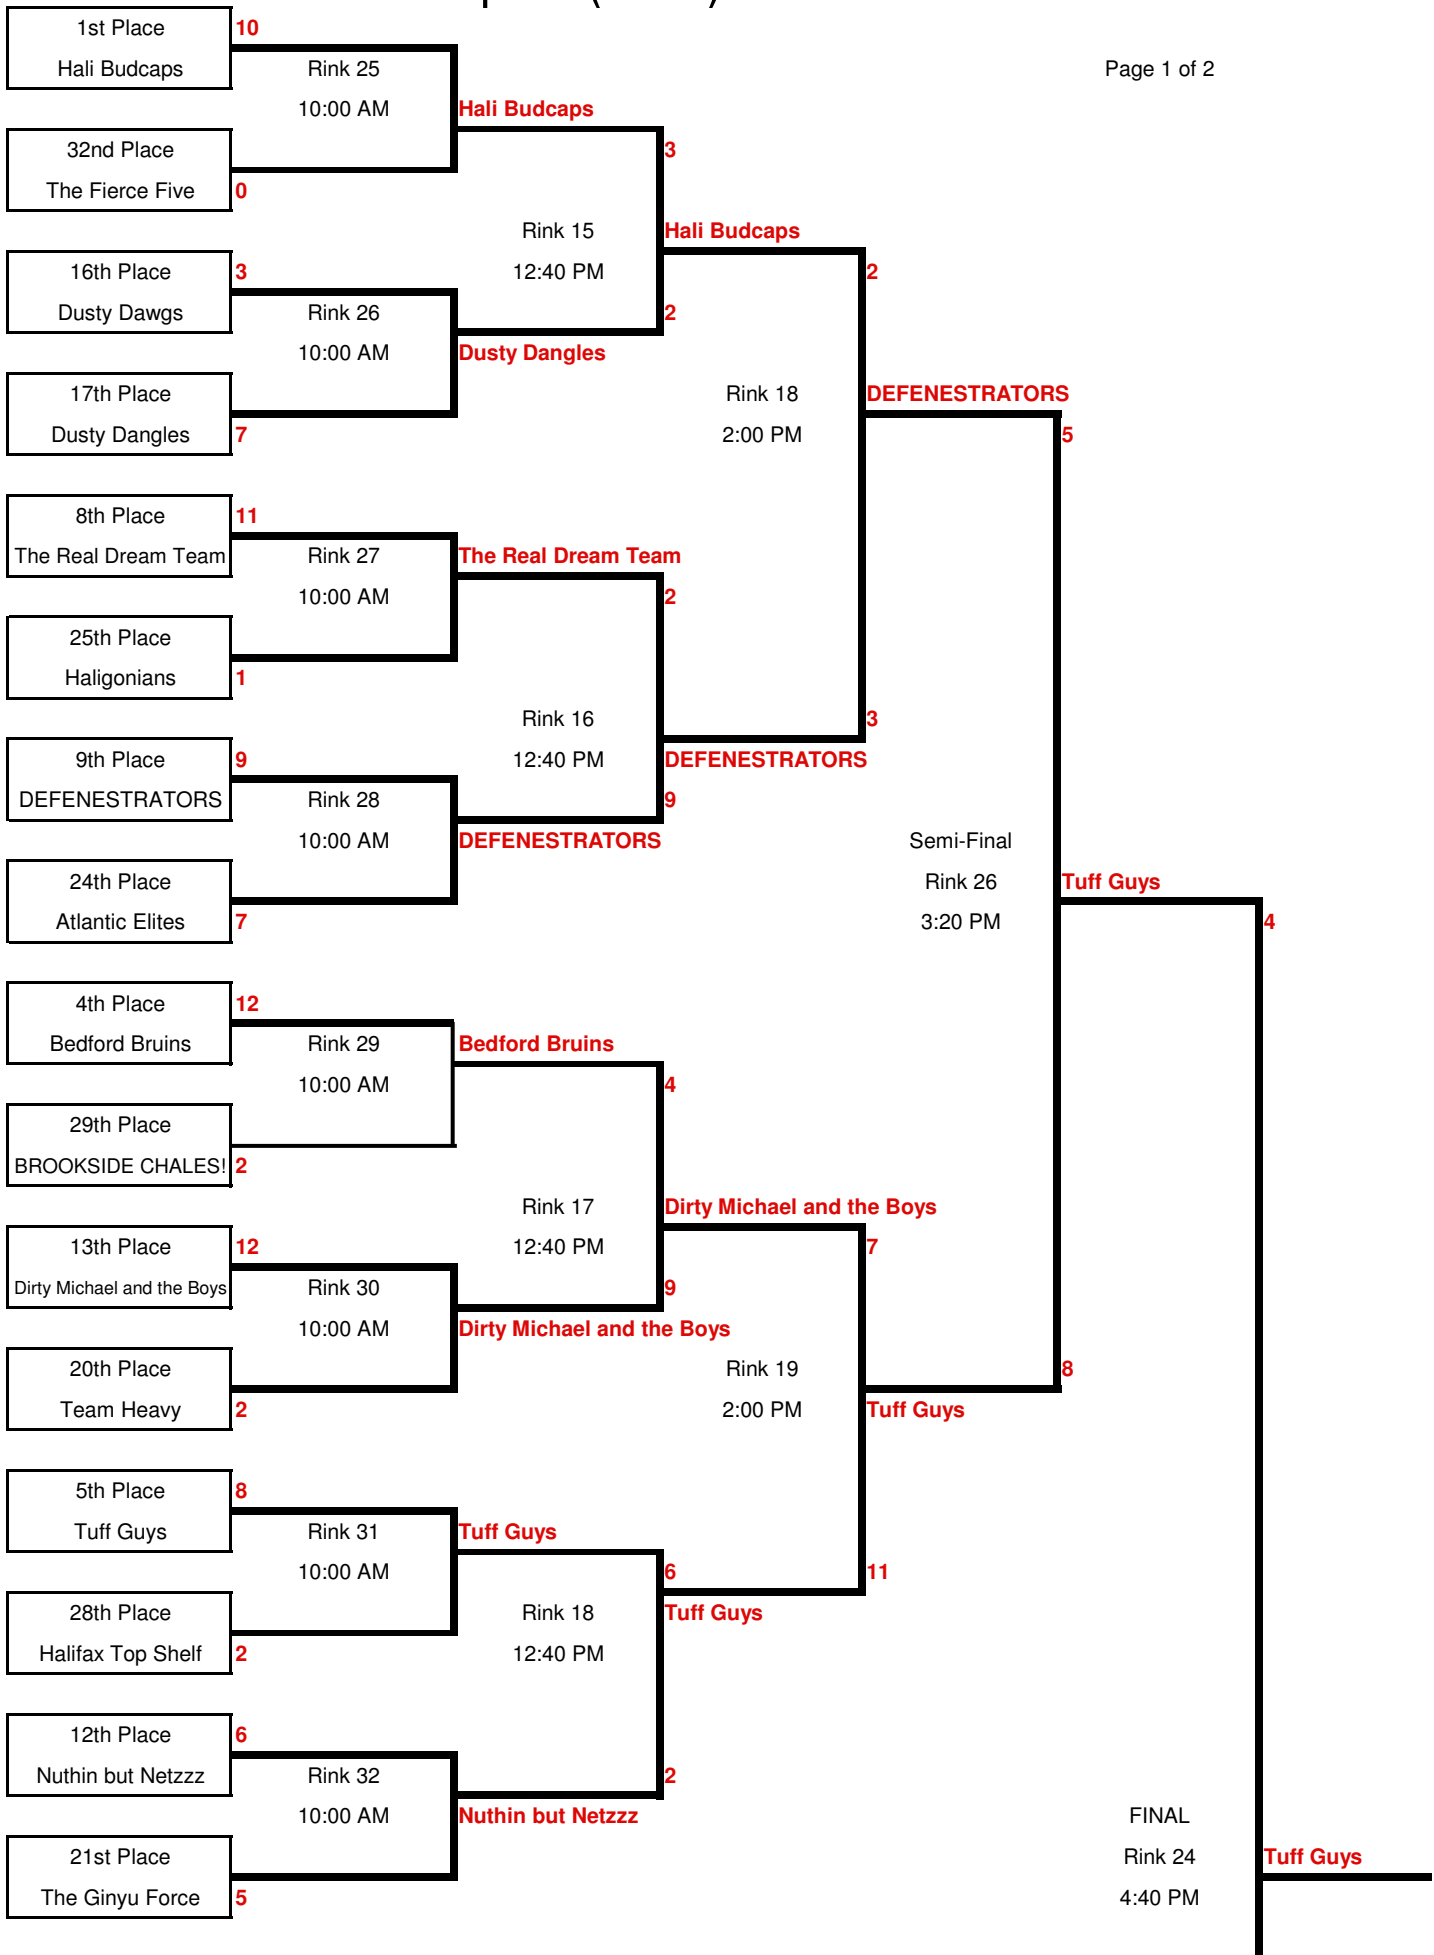 1st Place
10
Hali Budcaps
Rink 25
Page 1 of 2
10:00 AM
Hali Budcaps
32nd Place
3
The Fierce Five
0
Rink 15
Hali Budcaps
16th Place
3
12:40 PM
2
Dusty Dawgs
Rink 26
2
10:00 AM
Dusty Dangles
17th Place
Rink 18
DEFENESTRATORS
Dusty Dangles
7
2:00 PM
5
8th Place
11
The Real Dream Team
Rink 27
The Real Dream Team
10:00 AM
2
25th Place
Haligonians
1
Rink 16
3
9th Place
9
12:40 PM
DEFENESTRATORS
DEFENESTRATORS
Rink 28
9
10:00 AM
DEFENESTRATORS
Semi-Final
24th Place
Rink 26
Tuff Guys
Atlantic Elites
7
3:20 PM
4
4th Place
12
Bedford Bruins
Rink 29
Bedford Bruins
10:00 AM
4
29th Place
BROOKSIDE CHALES!
2
Rink 17
Dirty Michael and the Boys
13th Place
12
12:40 PM
7
Dirty Michael and the Boys
Rink 30
9
10:00 AM
Dirty Michael and the Boys
20th Place
Rink 19
8
Team Heavy
2
2:00 PM
Tuff Guys
5th Place
8
Tuff Guys
Rink 31
Tuff Guys
10:00 AM
6
11
28th Place
Rink 18
Tuff Guys
Halifax Top Shelf
2
12:40 PM
12th Place
6
Nuthin but Netzzz
Rink 32
2
10:00 AM
Nuthin but Netzzz
FINAL
21st Place
Rink 24
Tuff Guys
The Ginyu Force
5
4:40 PM